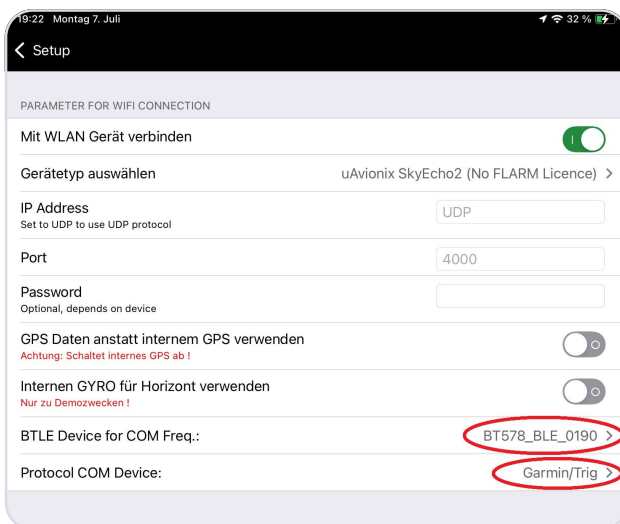 19:22 Montag 7. Juli 32 %
Setup
PARAMETER FOR WIFI CONNECTION
Mit WLAN Gerät verbinden
Gerätetyp auswählen uAvionix SkyEcho2 (No FLARM Licence)
IP Address UDP
Set to UDP to use UDP protocol
Port 4000
Password
Optional, depends on device
GPS Daten anstatt internem GPS verwenden
Achtung: Schaltet internes GPS ab !
Internen GYRO für Horizont verwenden
Nur zu Demozwecken !
BTLE Device for COM Freq.: BT578_BLE_0190
Protocol COM Device: Garmin/Trig